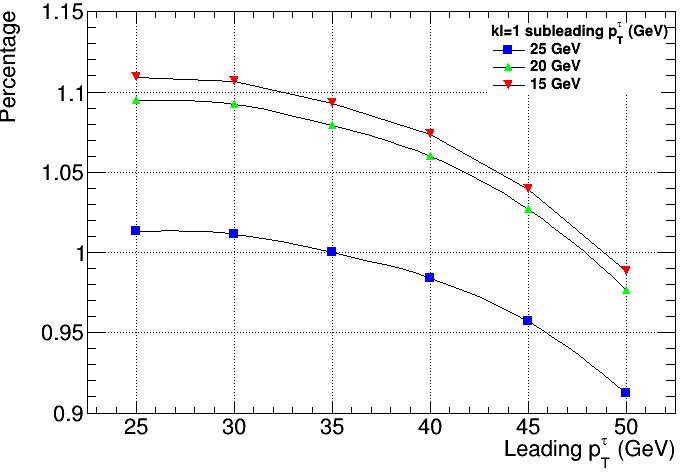 Percentage
1.15
1.1
1.05
1
0.95
0.9
kl=1 subleading p_T^τ (GeV)
25 GeV
20 GeV
15 GeV
25 30 35 40 45 50
Leading p_T^τ (GeV)